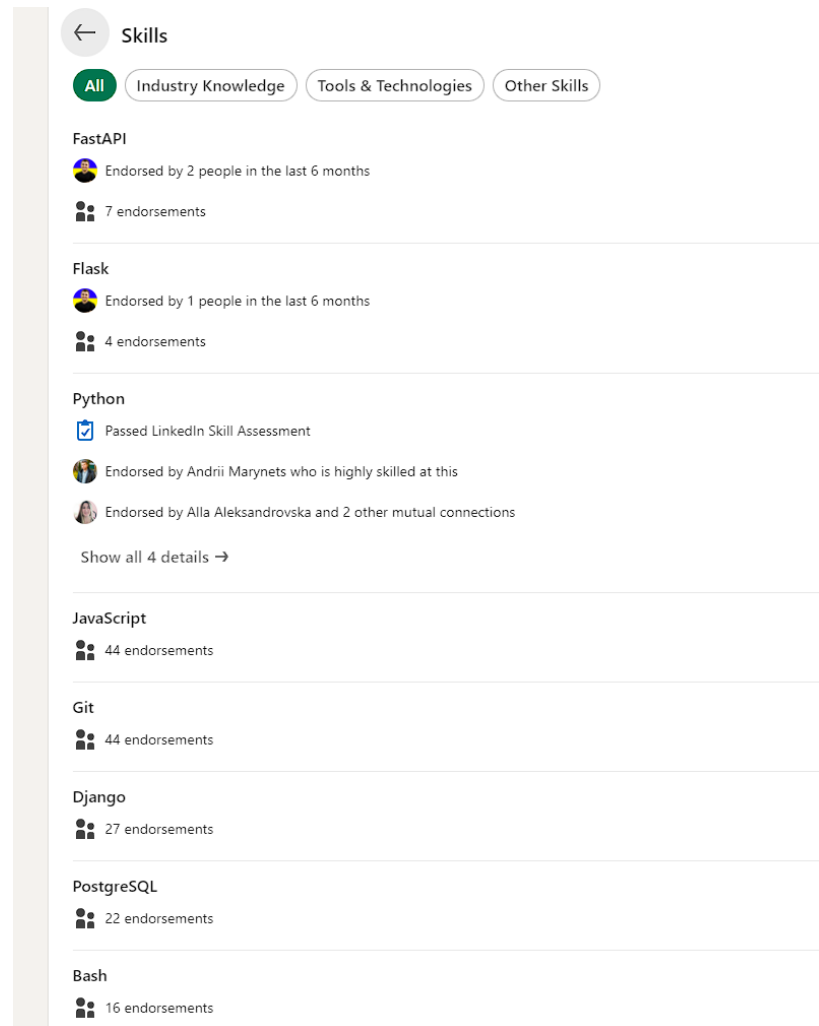 Skills
All Industry Knowledge Tools & Technologies Other Skills
FastAPI
Endorsed by 2 people in the last 6 months
7 endorsements
Flask
Endorsed by 1 people in the last 6 months
4 endorsements
Python
Passed LinkedIn Skill Assessment
Endorsed by Andrii Marynets who is highly skilled at this
Endorsed by Alla Aleksandrovska and 2 other mutual connections
Show all 4 details →
JavaScript
44 endorsements
Git
44 endorsements
Django
27 endorsements
PostgreSQL
22 endorsements
Bash
16 endorsements